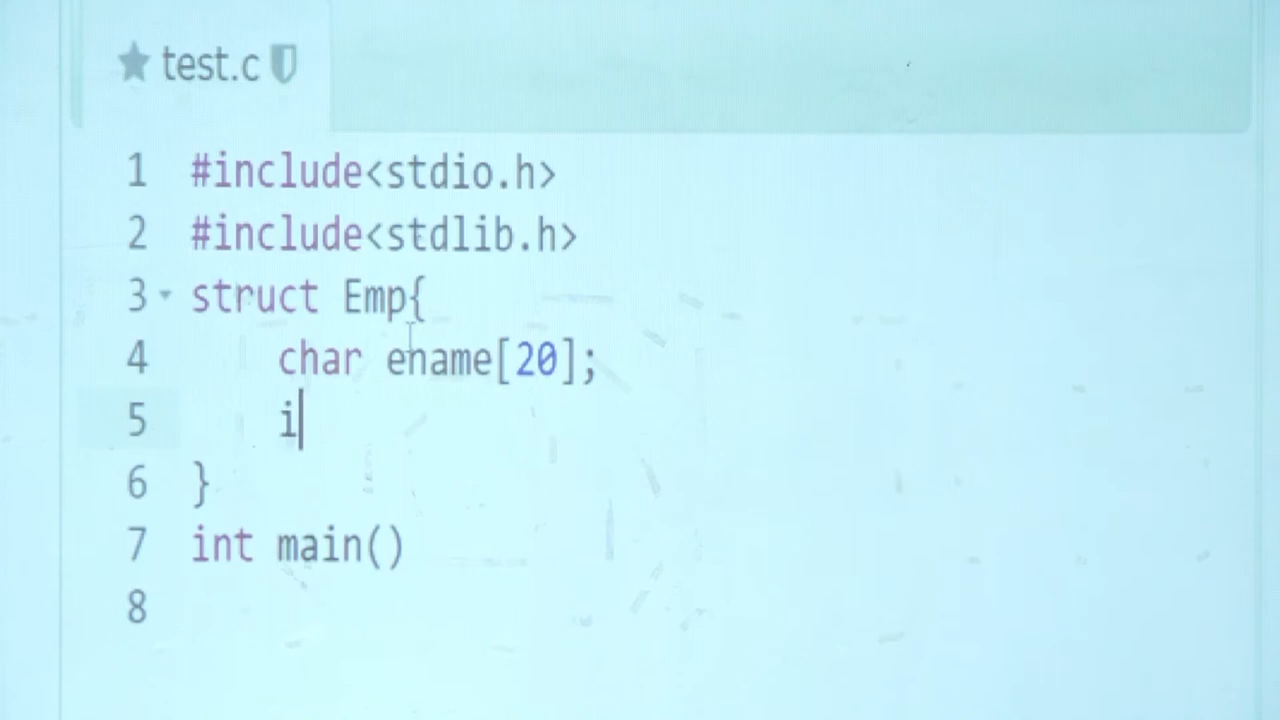 test.c
1 #include<stdio.h>
2 #include<stdlib.h>
3 struct Emp{
4 char ename[20];
5 i
6 }
7 int main()
8